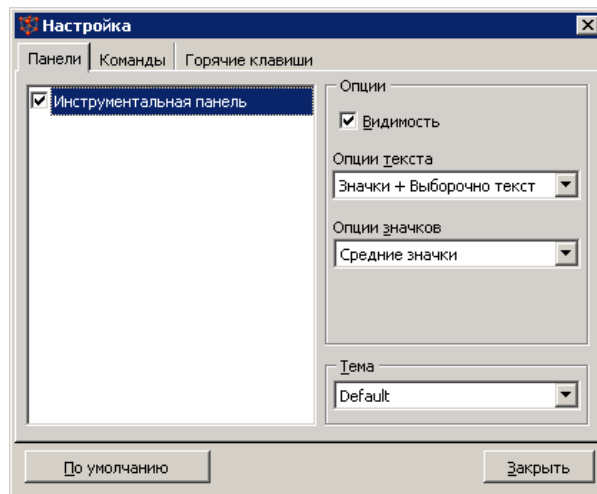 Настройка
Панели Команды Горячие клавиши
Инструментальная панель
Опции
Видимость
Опции текста
Значки + Выборочно текст
Опции значков
Средние значки
Тема
Default
По умолчанию Закрыть